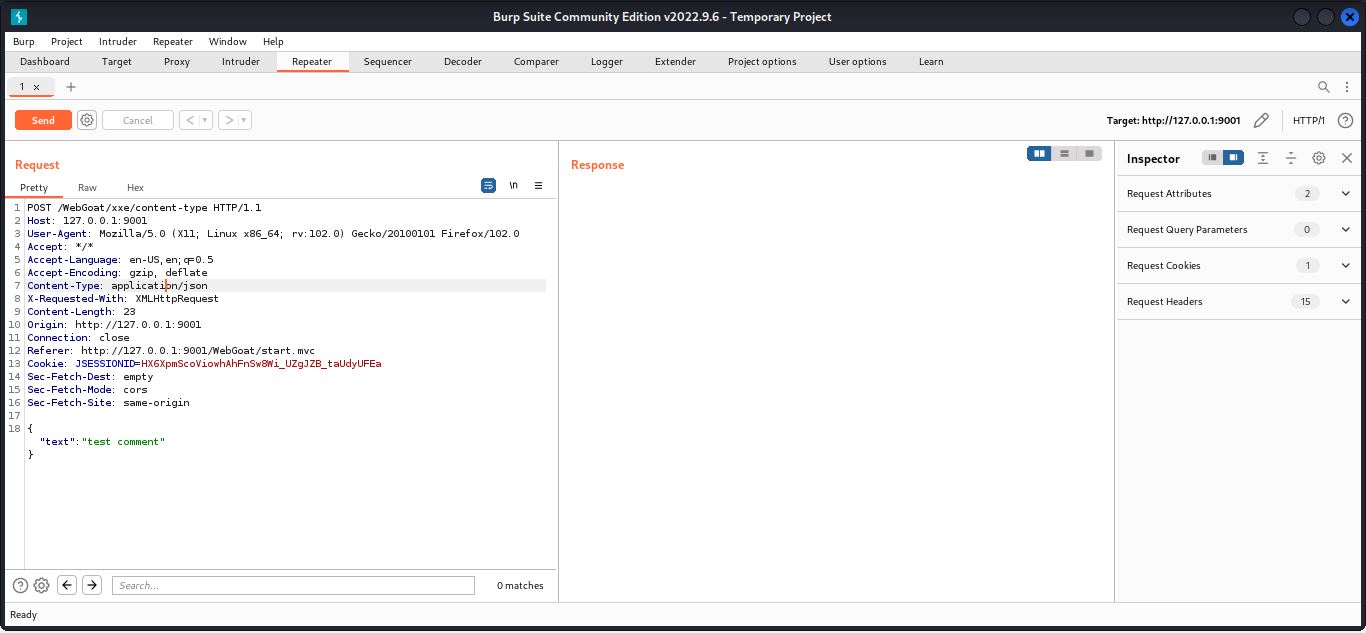 Burp Suite Community Edition v2022.9.6 - Temporary Project
Burp Project Intruder Repeater Window Help
Dashboard Target Proxy Intruder Repeater Sequencer Decoder Comparer Logger Extender Project options User options Learn
1 × +
Send Cancel < > Target: http://127.0.0.1:9001 HTTP/1 ?
Request
Pretty Raw Hex \n
1 POST /WebGoat/xxe/content-type HTTP/1.1
2 Host: 127.0.0.1:9001
3 User-Agent: Mozilla/5.0 (X11; Linux x86_64; rv:102.0) Gecko/20100101 Firefox/102.0
4 Accept: */*
5 Accept-Language: en-US,en;q=0.5
6 Accept-Encoding: gzip, deflate
7 Content-Type: application/json
8 X-Requested-With: XMLHttpRequest
9 Content-Length: 23
10 Origin: http://127.0.0.1:9001
11 Connection: close
12 Referer: http://127.0.0.1:9001/WebGoat/start.mvc
13 Cookie: JSESSIONID=HX6XpmScoViowhAhFnSw8Wi_UZgJZB_taUdyUFEa
14 Sec-Fetch-Dest: empty
15 Sec-Fetch-Mode: cors
16 Sec-Fetch-Site: same-origin
17
18 {
"text":"test comment"
}
? Search... 0 matches
Response
Inspector
Request Attributes 2
Request Query Parameters 0
Request Cookies 1
Request Headers 15
Ready